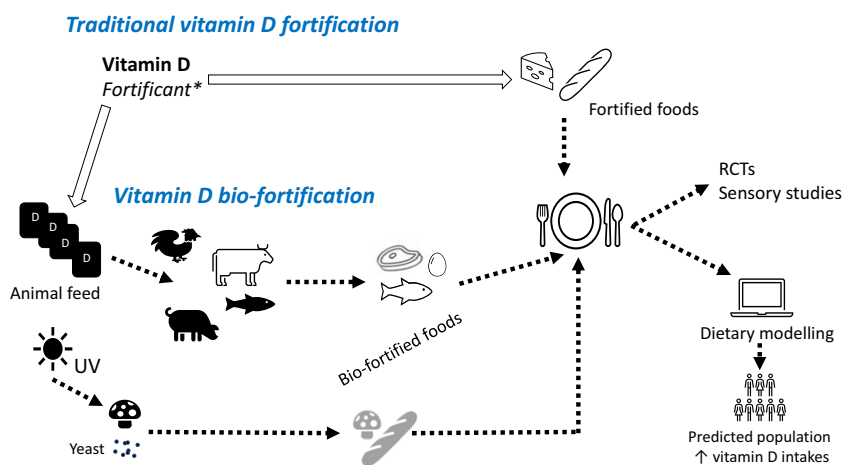 Traditional vitamin D fortification
Vitamin D
Fortificant*
Fortified foods
RCTs
Sensory studies
Vitamin D bio-fortification
D
D
D
D
Animal feed
Bio-fortified foods
UV
Yeast
Dietary modelling
Predicted population
↑ vitamin D intakes